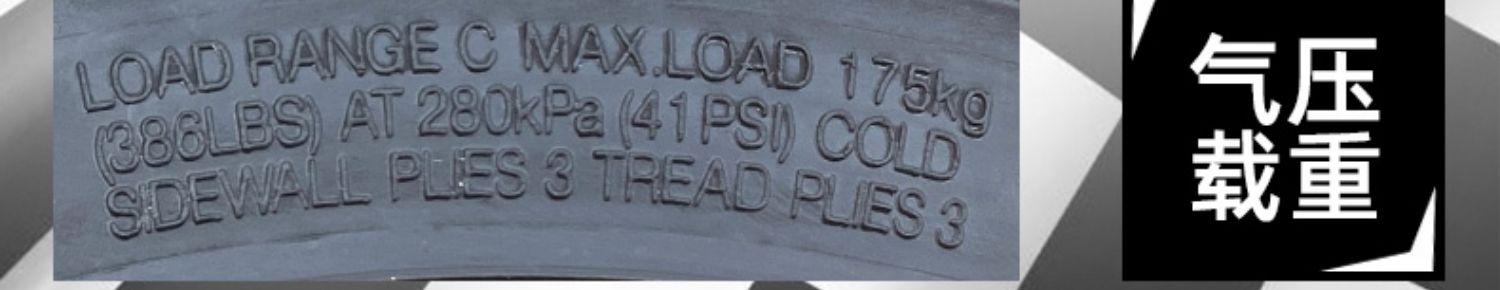 LOAD RANGE C MAX.LOAD 175kg
(386LBS) AT 280kPa (41PSI) COLD
SIDEWALL PLIES 3 TREAD PLIES 3
气压
载重